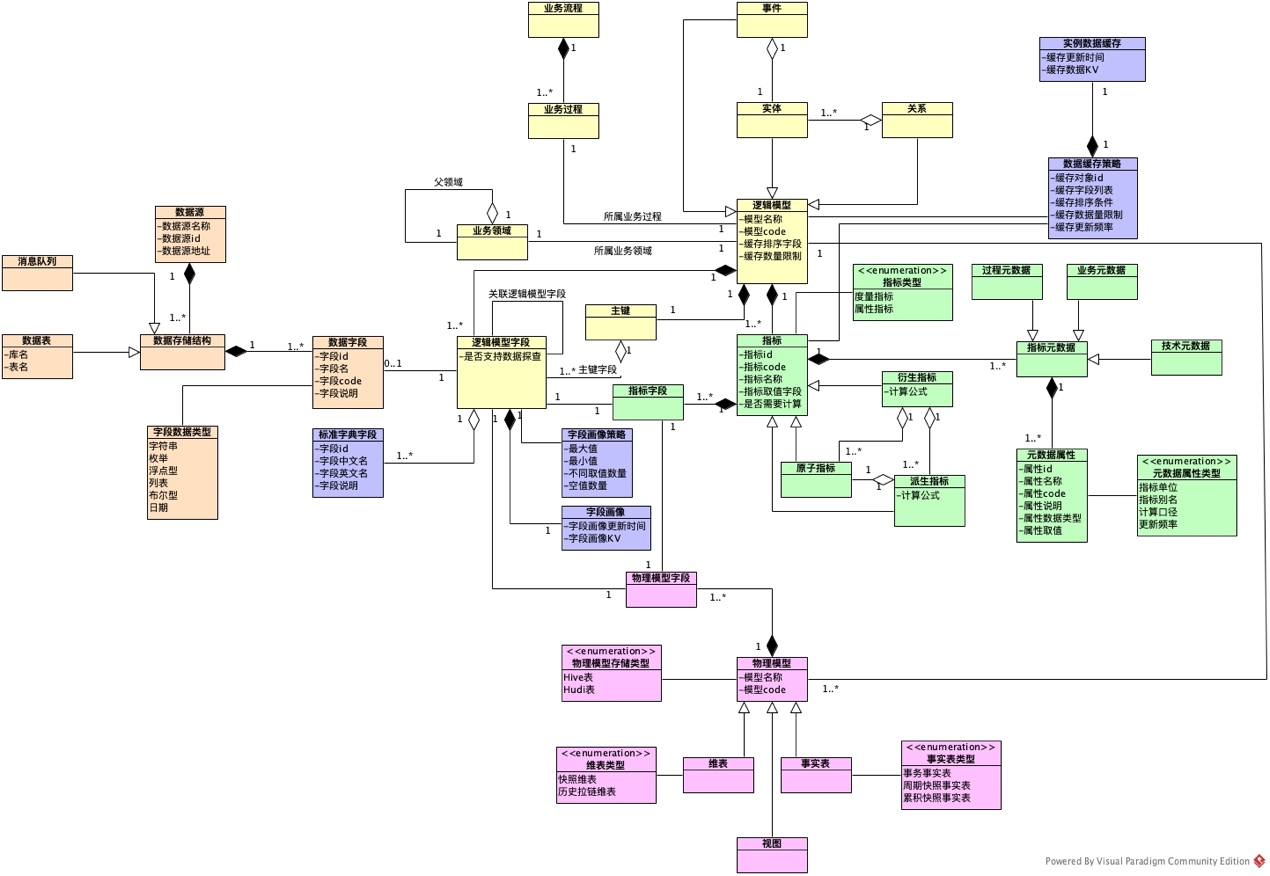 业务流程
1
1..*
业务过程
1
事件
1
1
实体
1..*
1
关系
实例数据缓存
-缓存更新时间
-缓存数据KV
1
1
数据缓存策略
-缓存对象id
-缓存字段列表
-缓存排序条件
-缓存数据量限制
-缓存更新频率
父领域
1
1
业务领域
1
所属业务过程
1
所属业务领域
1
逻辑模型
-模型名称
-模型code
-缓存排序字段
-缓存数量限制
1
1
1
1
数据源
-数据源名称
-数据源id
-数据源地址
1
1..*
消息队列
数据表
-库名
-表名
数据存储结构
1
1..*
数据字段
-字段id
-字段名
-字段code
-字段说明
0..1
1
字段数据类型
字符串
枚举
浮点型
列表
布尔型
日期
关联逻辑模型字段
1..*
逻辑模型字段
-是否支持数据探查
主键
1
1
1..*
主键字段
1
1
指标字段
1..*
1
1
1..*
指标
-指标id
-指标code
-指标名称
-指标取值字段
-是否需要计算
1
1..*
<<enumeration>>
指标类型
度量指标
属性指标
过程元数据
业务元数据
指标元数据
技术元数据
1
1..*
元数据属性
-属性id
-属性名称
-属性code
-属性说明
-属性数据类型
-属性取值
<<enumeration>>
元数据属性类型
指标单位
指标别名
计算口径
更新频率
衍生指标
-计算公式
1
1
1..*
1..*
原子指标
1
1
派生指标
-计算公式
标准字典字段
-字段id
-字段中文名
-字段英文名
-字段说明
1..*
1
1
1
字段画像策略
-最大值
-最小值
-不同取值数量
-空值数量
字段画像
-字段画像更新时间
-字段画像KV
1
1
1
物理模型字段
1..*
1
<<enumeration>>
物理模型存储类型
Hive表
Hudi表
物理模型
-模型名称
-模型code
1..*
<<enumeration>>
维表类型
快照维表
历史拉链维表
维表
事实表
<<enumeration>>
事实表类型
事务事实表
周期快照事实表
累积快照事实表
视图
Powered By Visual Paradigm Community Edition